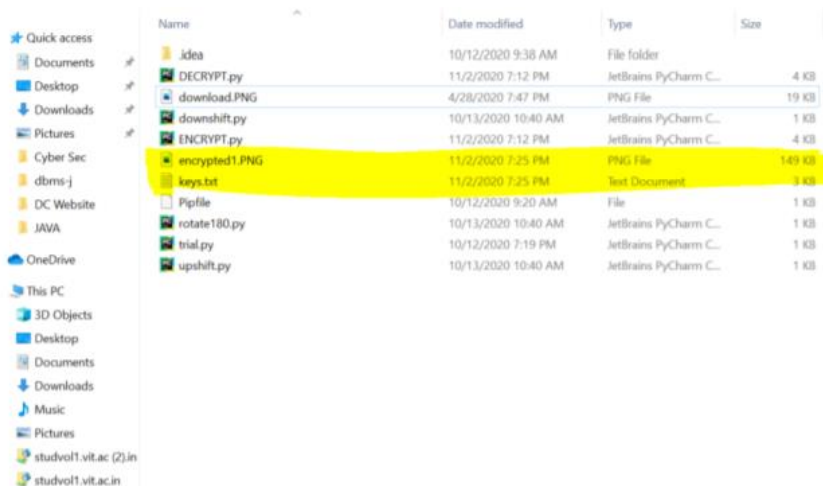 Name Date modified Type Size
Quick access
.idea 10/12/2020 9:38 AM File folder
Documents
DECRYPT.py 11/2/2020 7:12 PM JetBrains PyCharm C... 4 KB
Desktop
download.PNG 4/28/2020 7:47 PM PNG File 19 KB
Downloads
downshift.py 10/13/2020 10:40 AM JetBrains PyCharm C... 1 KB
Pictures
ENCRYPT.py 11/2/2020 7:12 PM JetBrains PyCharm C... 4 KB
Cyber Sec
encrypted1.PNG 11/2/2020 7:25 PM PNG File 149 KB
dbms-j
keys.txt 11/2/2020 7:25 PM Text Document 3 KB
DC Website
Pipfile 10/12/2020 9:20 AM File 1 KB
JAVA
rotate180.py 10/13/2020 10:40 AM JetBrains PyCharm C... 1 KB
trial.py 10/12/2020 7:19 PM JetBrains PyCharm C... 1 KB
OneDrive
upshift.py 10/13/2020 10:40 AM JetBrains PyCharm C... 1 KB
This PC
3D Objects
Desktop
Documents
Downloads
Music
Pictures
studvol1.vit.ac (2).in
studvol1.vit.ac.in